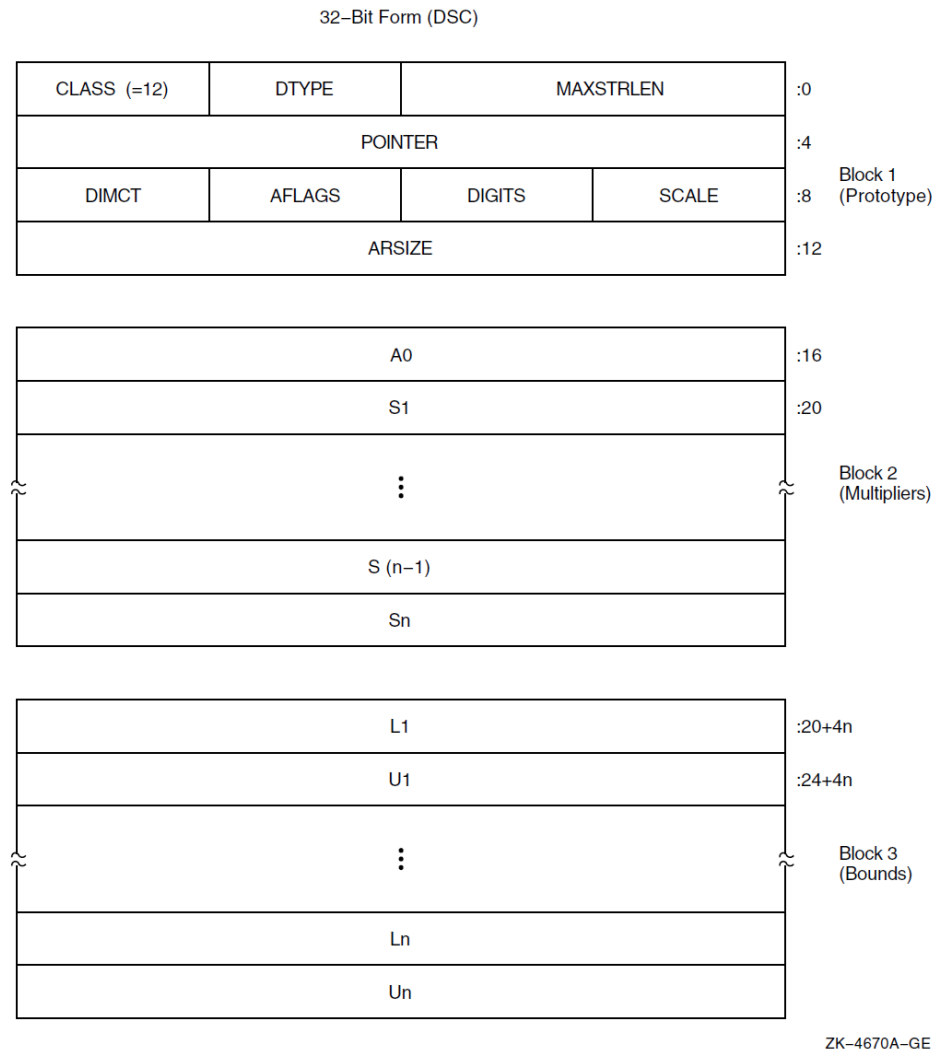 32–Bit Form (DSC)
CLASS (=12) DTYPE MAXSTRLEN :0
POINTER :4
DIMCT AFLAGS DIGITS SCALE :8
Block 1
(Prototype)
ARSIZE :12
A0 :16
S1 :20
Block 2
(Multipliers)
S (n–1)
Sn
L1 :20+4n
U1 :24+4n
Block 3
(Bounds)
Ln
Un
ZK–4670A–GE